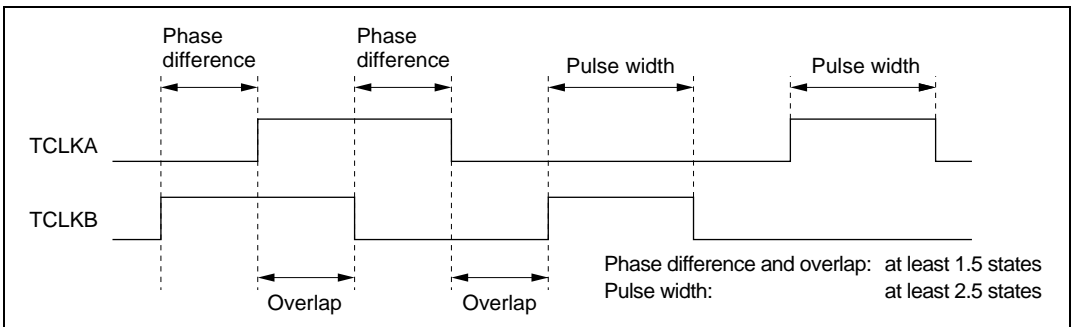 Phase difference
Phase difference
Pulse width
Pulse width
TCLKA
TCLKB
Overlap
Overlap
Phase difference and overlap: at least 1.5 states
Pulse width: at least 2.5 states